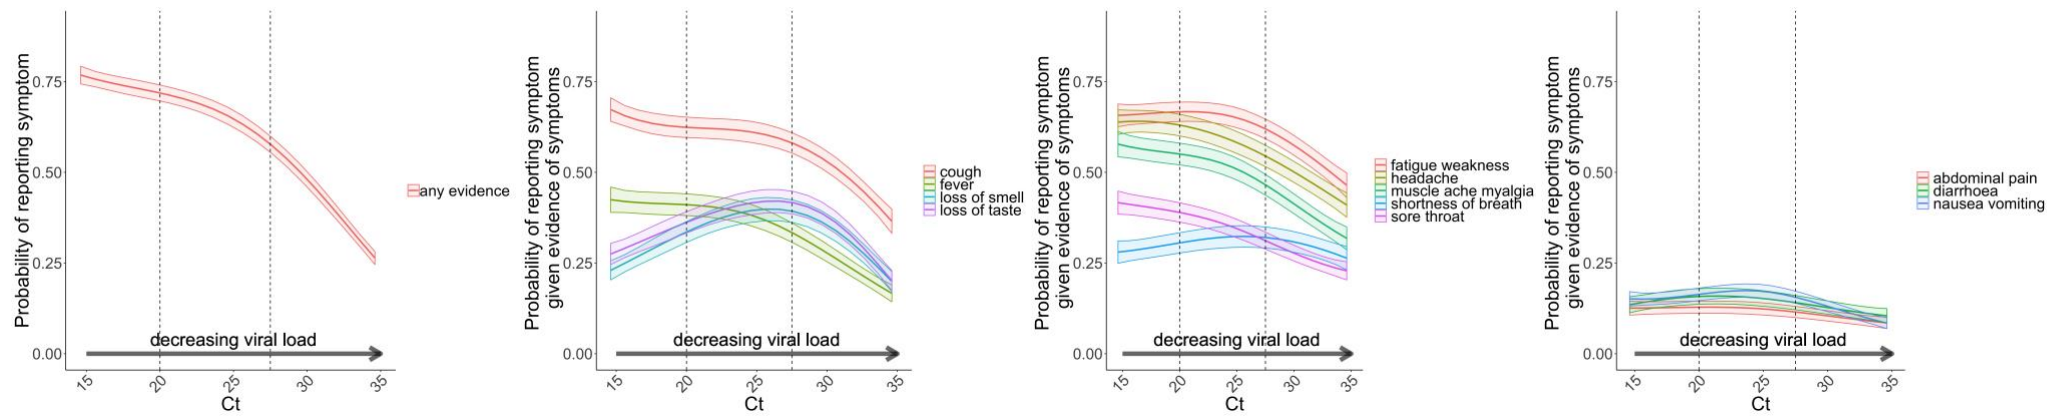 Probability of reporting symptom
0.75
0.50
0.25
0.00
decreasing viral load
15
20
25
30
35
Ct
any evidence
Probability of reporting symptom
given evidence of symptoms
0.75
0.50
0.25
0.00
decreasing viral load
15
20
25
30
35
Ct
cough
fever
loss of smell
loss of taste
Probability of reporting symptom
given evidence of symptoms
0.75
0.50
0.25
0.00
decreasing viral load
15
20
25
30
35
Ct
fatigue weakness
headache
muscle ache myalgia
shortness of breath
sore throat
Probability of reporting symptom
given evidence of symptoms
0.75
0.50
0.25
0.00
decreasing viral load
15
20
25
30
35
Ct
abdominal pain
diarrhoea
nausea vomiting